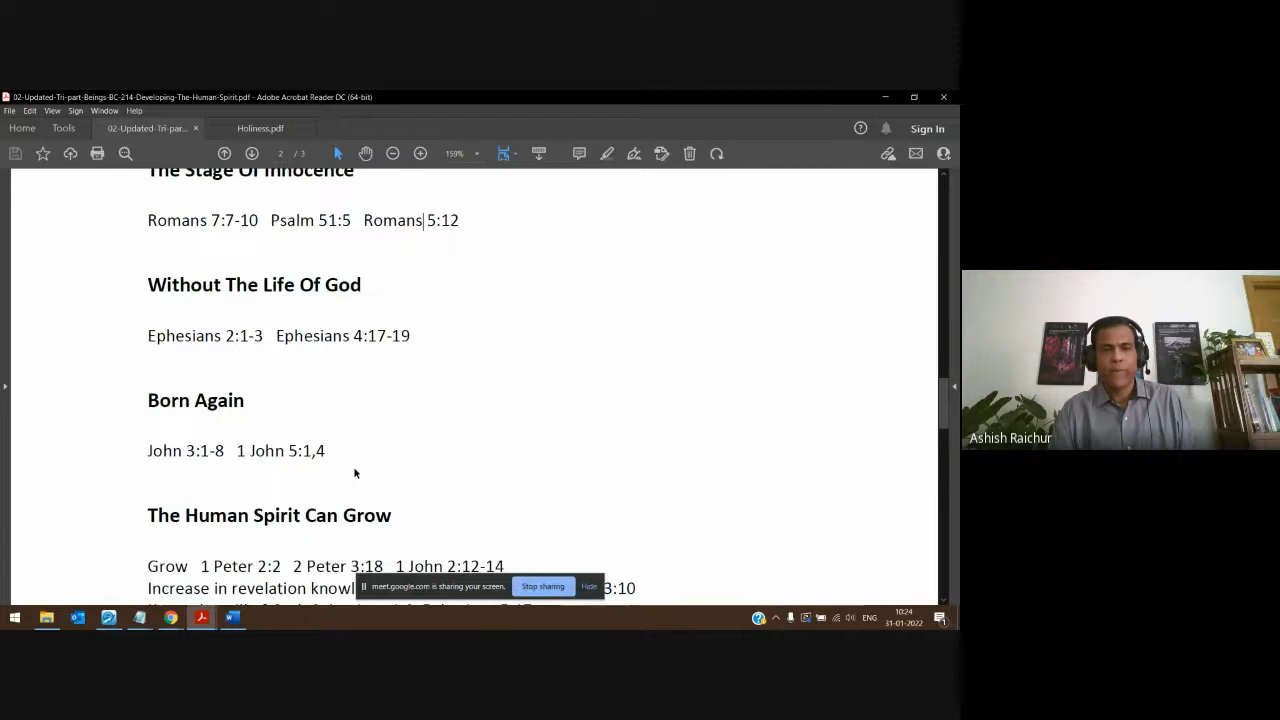 02-Updated-Tri-part-Beings-BC-214-Developing-The-Human-Spirit.pdf - Adobe Acrobat Reader DC (64-bit)
File Edit View Sign Window Help
Home Tools 02-Updated-Tri-par... × Holiness.pdf Sign In
2 / 3 159%
The Stage Of Innocence
Romans 7:7-10 Psalm 51:5 Romans 5:12
Without The Life Of God
Ephesians 2:1-3 Ephesians 4:17-19
Born Again
John 3:1-8 1 John 5:1,4
The Human Spirit Can Grow
Grow 1 Peter 2:2 2 Peter 3:18 1 John 2:12-14
Increase in revelation knowl 3:10
meet.google.com is sharing your screen. Stop sharing Hide
ENG 10:24
31-01-2022
Ashish Raichur